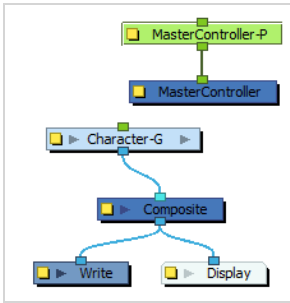 MasterController-P
MasterController
Character-G
Composite
Write
Display